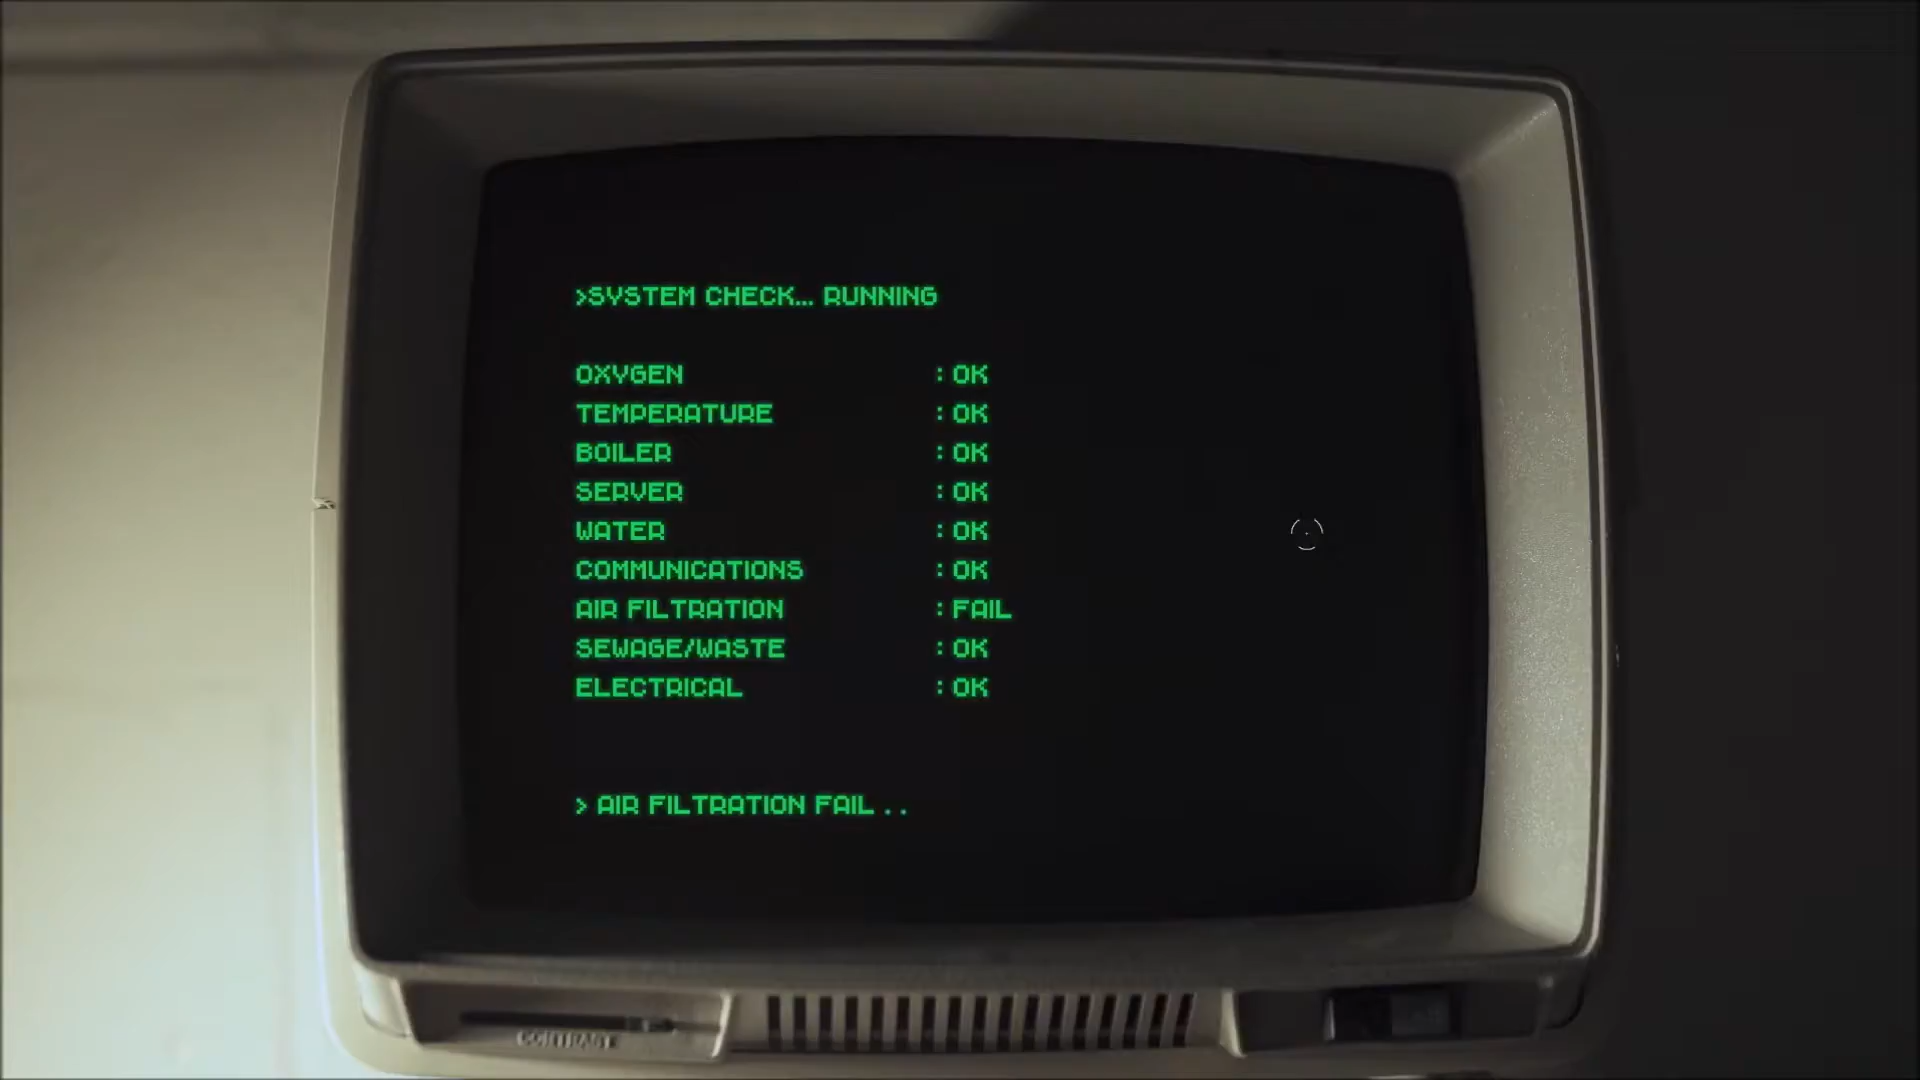 >SYSTEM CHECK... RUNNING
OXYGEN : OK
TEMPERATURE : OK
BOILER : OK
SERVER : OK
WATER : OK
COMMUNICATIONS : OK
AIR FILTRATION : FAIL
SEWAGE/WASTE : OK
ELECTRICAL : OK
> AIR FILTRATION FAIL . .
CONTRAST